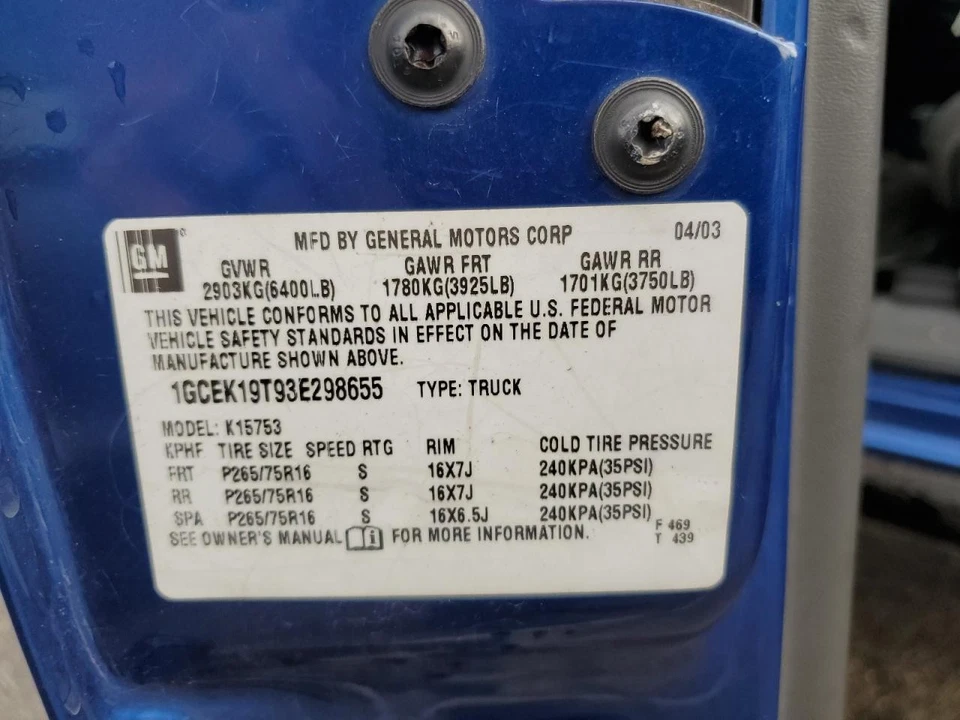 GM
MFD BY GENERAL MOTORS CORP 04/03
GVWR GAWR FRT GAWR RR
2903KG(6400LB) 1780KG(3925LB) 1701KG(3750LB)
THIS VEHICLE CONFORMS TO ALL APPLICABLE U.S. FEDERAL MOTOR
VEHICLE SAFETY STANDARDS IN EFFECT ON THE DATE OF
MANUFACTURE SHOWN ABOVE.
1GCEK19T93E298655 TYPE: TRUCK
MODEL: K15753
KPHF TIRE SIZE SPEED RTG RIM COLD TIRE PRESSURE
FRT P265/75R16 S 16X7J 240KPA(35PSI)
RR P265/75R16 S 16X7J 240KPA(35PSI)
SPA P265/75R16 S 16X6.5J 240KPA(35PSI)
SEE OWNER'S MANUAL i FOR MORE INFORMATION.
F 469
T 439